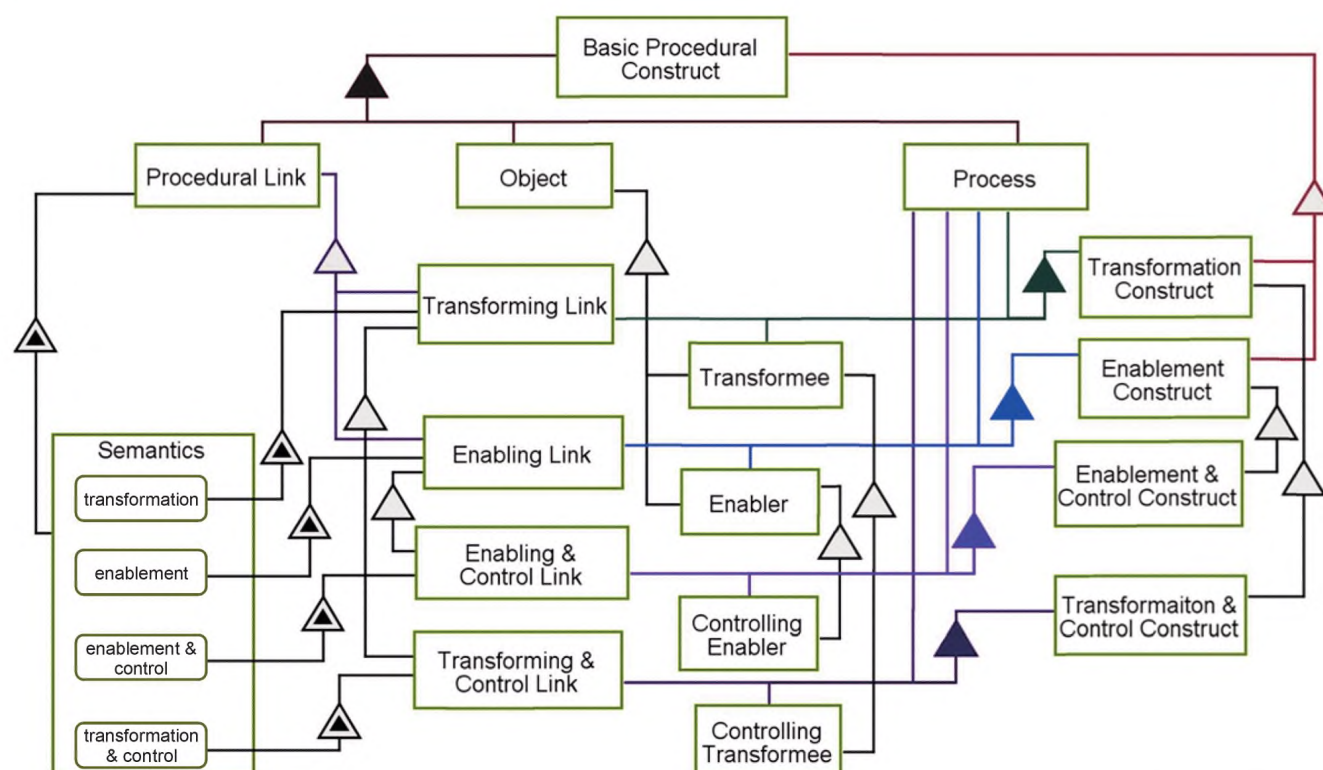 Basic Procedural
Construct
Procedural Link
Object
Process
Transformation
Construct
Transforming Link
Transformee
Enablement
Construct
Semantics
transformation
Enabling Link
Enabler
Enablement &
Control Construct
enablement
Enabling &
Control Link
Controlling
Enabler
Transformaiton &
Control Construct
enablement &
control
Transforming &
Control Link
transformation
& control
Controlling
Transformee